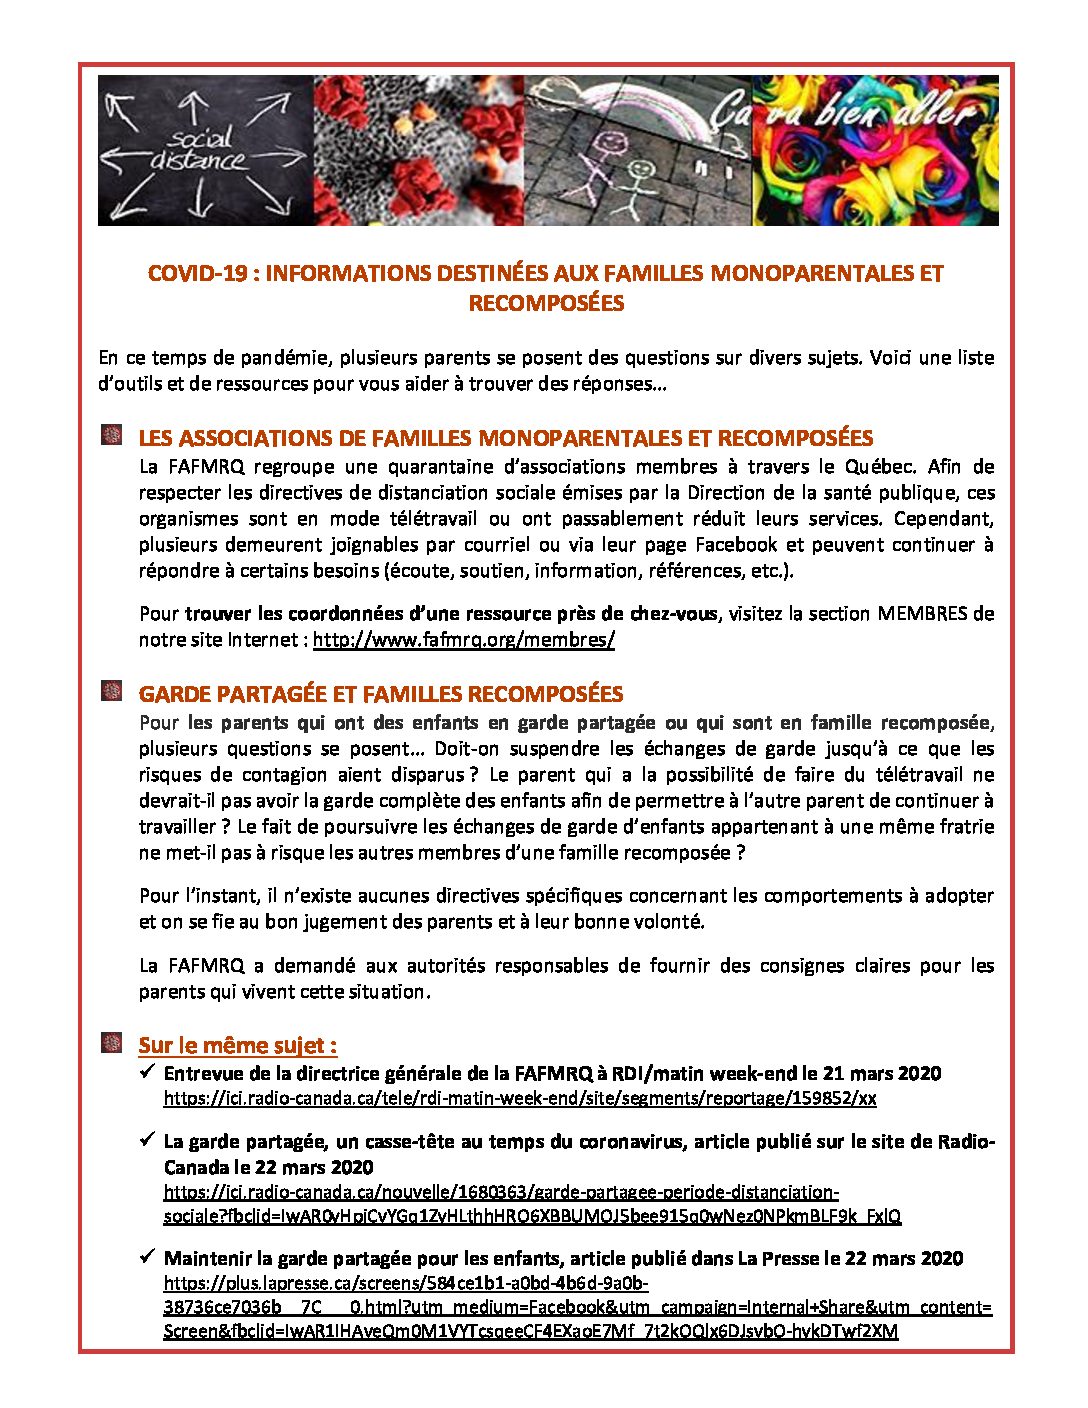 social
distance
Ça va bien aller
COVID-19 : INFORMATIONS DESTINÉES AUX FAMILLES MONOPARENTALES ET
RECOMPOSÉES
En ce temps de pandémie, plusieurs parents se posent des questions sur divers sujets. Voici une liste
d’outils et de ressources pour vous aider à trouver des réponses…
LES ASSOCIATIONS DE FAMILLES MONOPARENTALES ET RECOMPOSÉES
La FAFMRQ regroupe une quarantaine d’associations membres à travers le Québec. Afin de
respecter les directives de distanciation sociale émises par la Direction de la santé publique, ces
organismes sont en mode télétravail ou ont passablement réduit leurs services. Cependant,
plusieurs demeurent joignables par courriel ou via leur page Facebook et peuvent continuer à
répondre à certains besoins (écoute, soutien, information, références, etc.).
Pour trouver les coordonnées d’une ressource près de chez-vous, visitez la section MEMBRES de
notre site Internet : http://www.fafmrq.org/membres/
GARDE PARTAGÉE ET FAMILLES RECOMPOSÉES
Pour les parents qui ont des enfants en garde partagée ou qui sont en famille recomposée,
plusieurs questions se posent… Doit-on suspendre les échanges de garde jusqu’à ce que les
risques de contagion aient disparus ? Le parent qui a la possibilité de faire du télétravail ne
devrait-il pas avoir la garde complète des enfants afin de permettre à l’autre parent de continuer à
travailler ? Le fait de poursuivre les échanges de garde d’enfants appartenant à une même fratrie
ne met-il pas à risque les autres membres d’une famille recomposée ?
Pour l’instant, il n’existe aucunes directives spécifiques concernant les comportements à adopter
et on se fie au bon jugement des parents et à leur bonne volonté.
La FAFMRQ a demandé aux autorités responsables de fournir des consignes claires pour les
parents qui vivent cette situation.
Sur le même sujet :
✓ Entrevue de la directrice générale de la FAFMRQ à RDI/matin week-end le 21 mars 2020
https://ici.radio-canada.ca/tele/rdi-matin-week-end/site/segments/reportage/159852/xx
✓ La garde partagée, un casse-tête au temps du coronavirus, article publié sur le site de Radio-
Canada le 22 mars 2020
https://ici.radio-canada.ca/nouvelle/1680363/garde-partagee-periode-distanciation-
✓ Maintenir la garde partagée pour les enfants, article publié dans La Presse le 22 mars 2020
https://plus.lapresse.ca/screens/584ce1b1-a0bd-4b6d-9a0b-